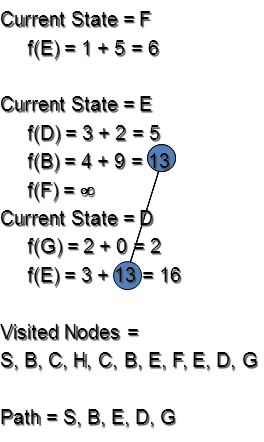 Current State = F
f(E) = 1 + 5 = 6
Current State = E
f(D) = 3 + 2 = 5
f(B) = 4 + 9 = 13
f(F) = ∞
Current State = D
f(G) = 2 + 0 = 2
f(E) = 3 + 13 = 16
Visited Nodes =
S, B, C, H, C, B, E, F, E, D, G
Path = S, B, E, D, G